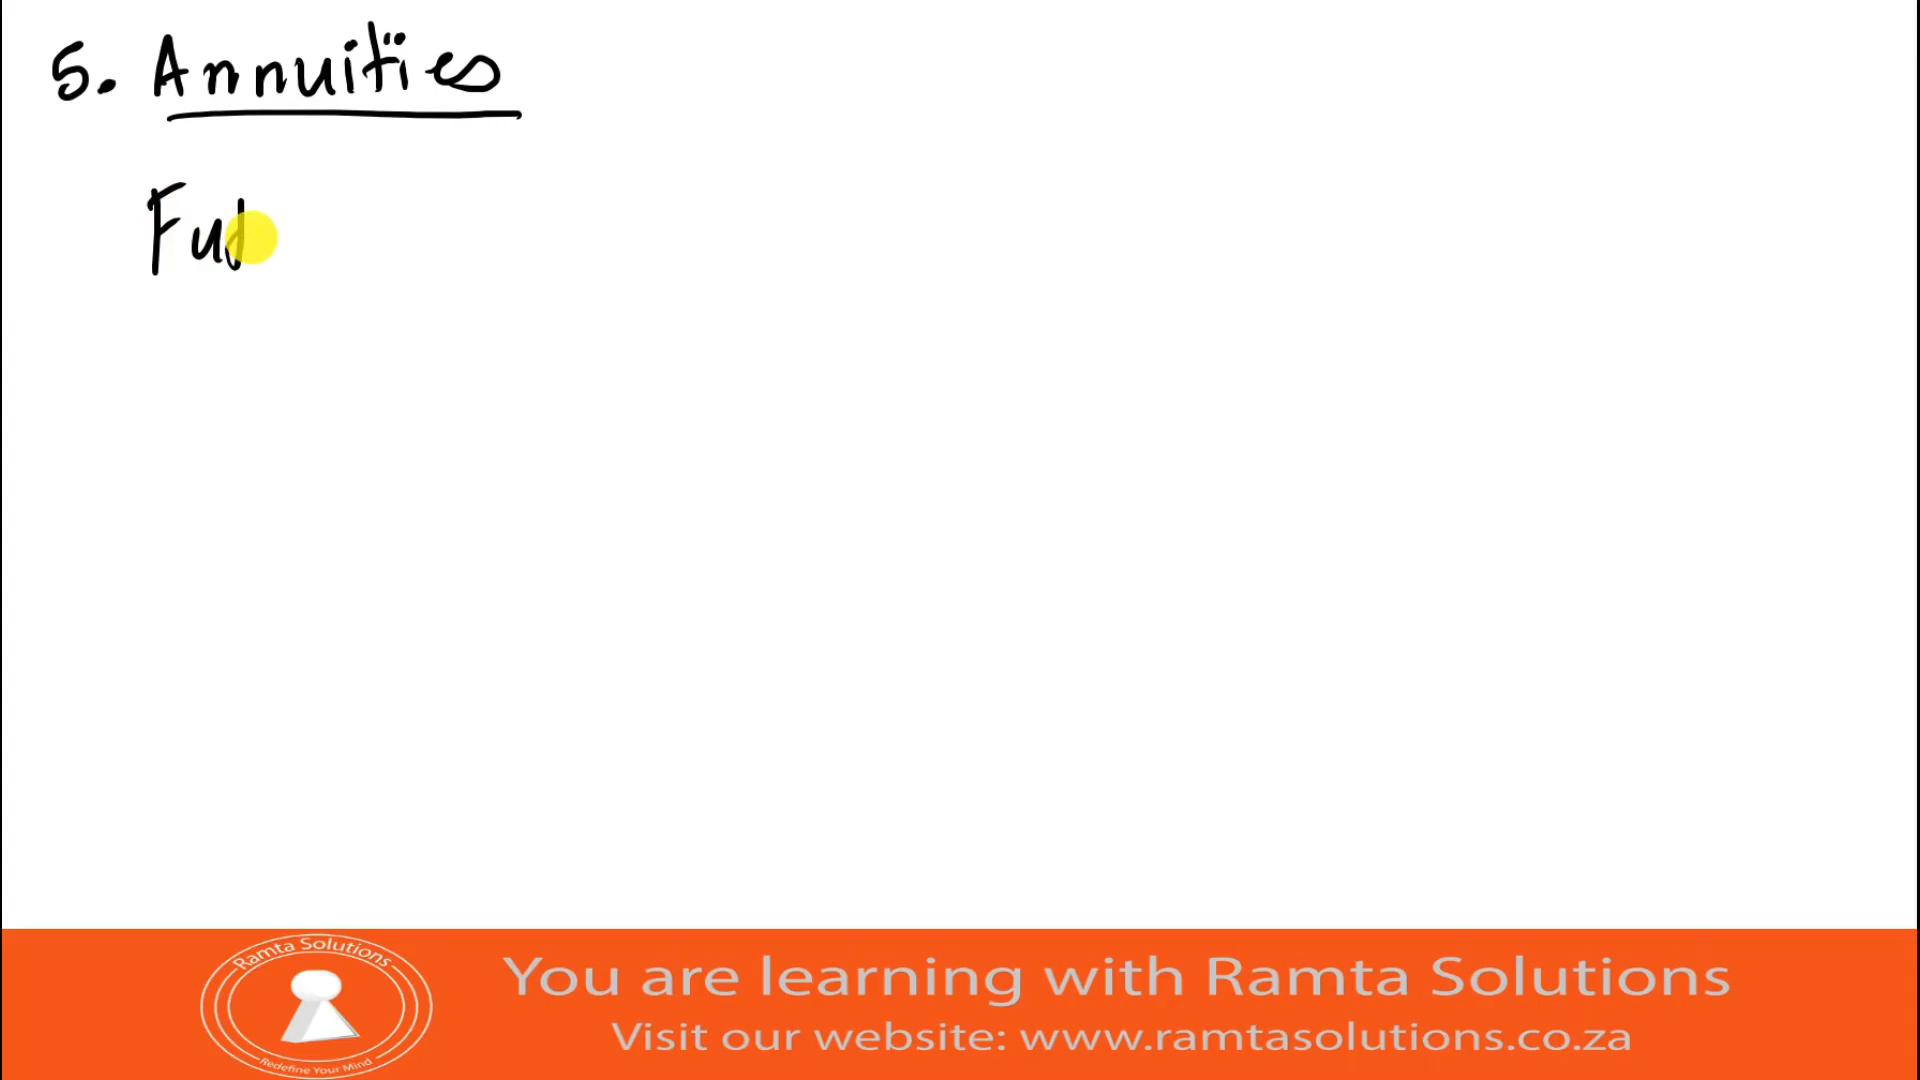 5. Annuities
Fut
Ramta Solutions
Redefine Your Mind
You are learning with Ramta Solutions
Visit our website: www.ramtasolutions.co.za